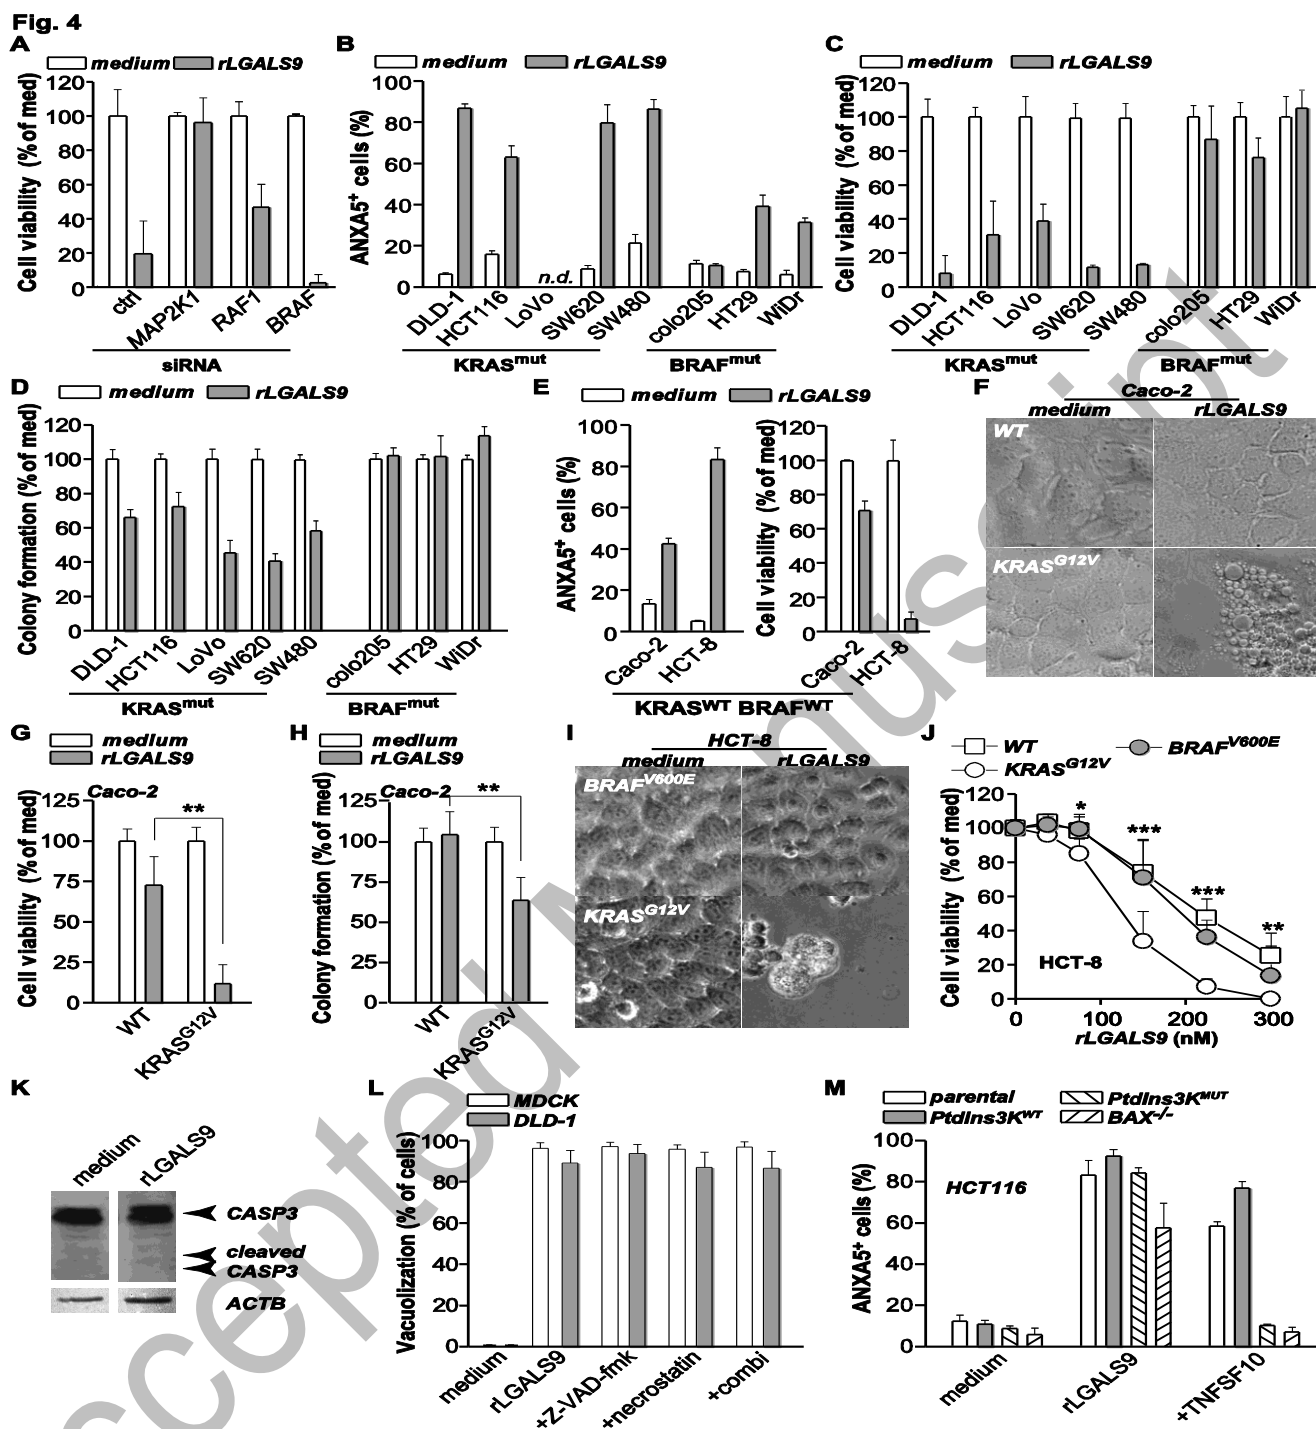 Fig. 4
A
medium rLGALS9
Cell viability (% of med)
120
100
80
60
40
20
0
ctrl MAP2K1 RAF1 BRAF
siRNA
B
medium rLGALS9
ANXA5+ cells (%)
100
80
60
40
20
0
n.d.
DLD-1 HCT116 LoVo SW620 SW480 colo205 HT29 WiDr
KRASmut BRAFmut
C
medium rLGALS9
Cell viability (% of med)
120
100
80
60
40
20
0
DLD-1 HCT116 LoVo SW620 SW480 colo205 HT29 WiDr
KRASmut BRAFmut
D
medium rLGALS9
Colony formation (% of med)
120
100
80
60
40
20
0
DLD-1 HCT116 LoVo SW620 SW480 colo205 HT29 WiDr
KRASmut BRAFmut
E
medium rLGALS9
ANXA5+ cells (%)
100
80
60
40
20
0
Caco-2 HCT-8
Cell viability (% of med)
120
100
80
60
40
20
0
Caco-2 HCT-8
KRASWT BRAFWT
F
Caco-2
medium rLGALS9
WT
KRASG12V
G
medium
rLGALS9
Caco-2
**
Cell viability (% of med)
125
100
75
50
25
0
WT KRASG12V
H
medium
rLGALS9
Caco-2
**
Colony formation (% of med)
125
100
75
50
25
0
WT KRASG12V
I
HCT-8
medium rLGALS9
BRAFV600E
KRASG12V
J
WT BRAFV600E
KRASG12V
Cell viability (% of med)
120
100
80
60
40
20
0
* *** *** **
HCT-8
0 100 200 300
rLGALS9 (nM)
K
medium rLGALS9
CASP3
cleaved
CASP3
ACTB
L
MDCK
DLD-1
Vacuolization (% of cells)
100
80
60
40
20
0
medium rLGALS9 +Z-VAD-fmk +necrostatin +combi
M
parental PtdIns3KMUT
PtdIns3KWT BAX-/-
ANXA5+ cells (%)
100
80
60
40
20
0
HCT116
medium rLGALS9 +TNFSF10
ccepted Manuscript